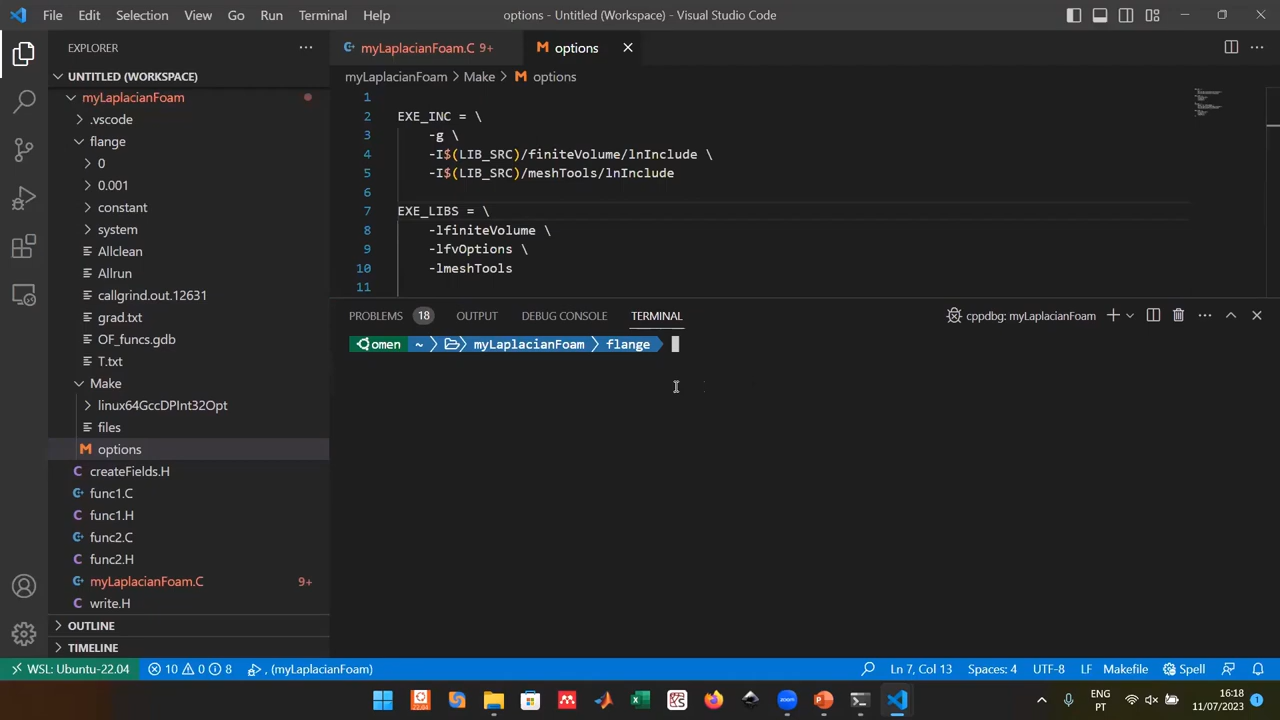 File Edit Selection View Go Run Terminal Help options - Untitled (Workspace) - Visual Studio Code
EXPLORER
UNTITLED (WORKSPACE)
myLaplacianFoam
.vscode
flange
0
0.001
constant
system
Allclean
Allrun
callgrind.out.12631
grad.txt
OF_funcs.gdb
T.txt
Make
linux64GccDPInt32Opt
files
options
createFields.H
func1.C
func1.H
func2.C
func2.H
myLaplacianFoam.C 9+
write.H
OUTLINE
TIMELINE
myLaplacianFoam.C 9+ options
myLaplacianFoam > Make > options
1
2 EXE_INC = \
3 -g \
4 -I$(LIB_SRC)/finiteVolume/lnInclude \
5 -I$(LIB_SRC)/meshTools/lnInclude
6
7 EXE_LIBS = \
8 -lfiniteVolume \
9 -lfvOptions \
10 -lmeshTools
11
PROBLEMS 18 OUTPUT DEBUG CONSOLE TERMINAL cppdbg: myLaplacianFoam
omen ~ myLaplacianFoam flange
WSL: Ubuntu-22.04 10 0 8 , (myLaplacianFoam) Ln 7, Col 13 Spaces: 4 UTF-8 LF Makefile Spell
ENG
PT
16:18
11/07/2023
1